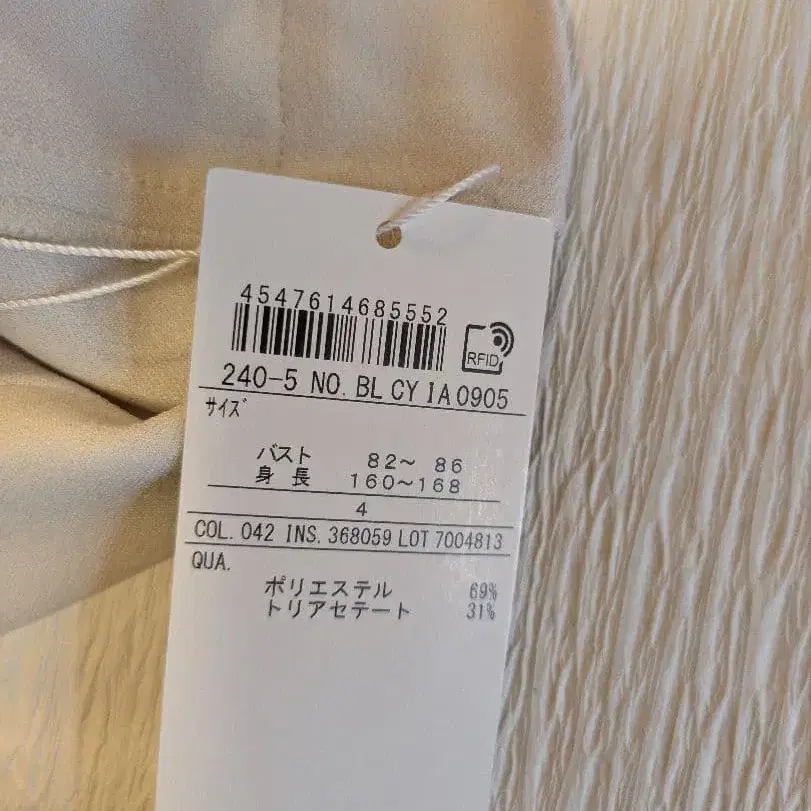 4547614685552
RFID
240-5 NO. BL CY IA0905
サイズ
バスト 82～ 86
身長 160～168
4
COL. 042 INS. 368059 LOT 7004813
QUA.
ポリエステル 69%
トリアセテート 31%